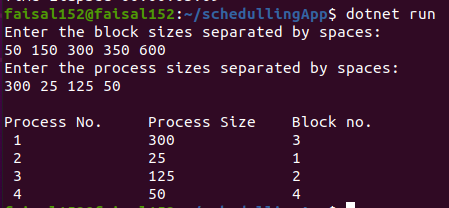 faisal152@faisal152:~/schedullingApp$ dotnet run
Enter the block sizes separated by spaces:
50 150 300 350 600
Enter the process sizes separated by spaces:
300 25 125 50
Process No. Process Size Block no.
1 300 3
2 25 1
3 125 2
4 50 4